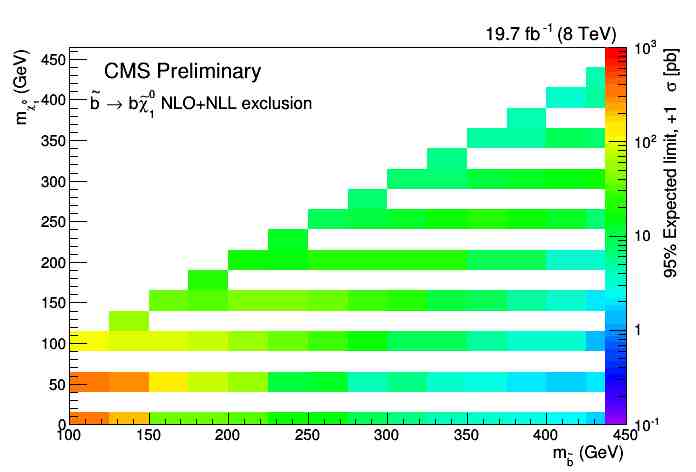 19.7 fb⁻¹ (8 TeV)
CMS Preliminary
b̃ → bχ̃₁⁰ NLO+NLL exclusion
m_χ̃₁⁰ (GeV)
450
400
350
300
250
200
150
100
50
0
100 150 200 250 300 350 400 450
m_b̃ (GeV)
10³
10²
10
1
10⁻¹
95% Expected limit, +1 σ [pb]